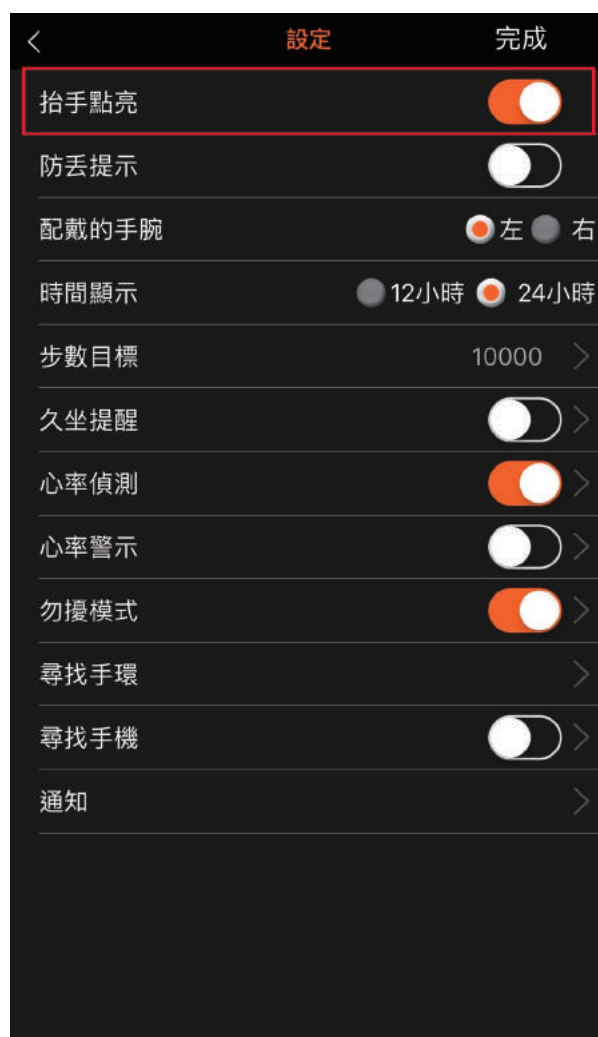 設定 完成
抬手點亮
防丟提示
配戴的手腕 左 右
時間顯示 12小時 24小時
步數目標 10000
久坐提醒
心率偵測
心率警示
勿擾模式
尋找手環
尋找手機
通知